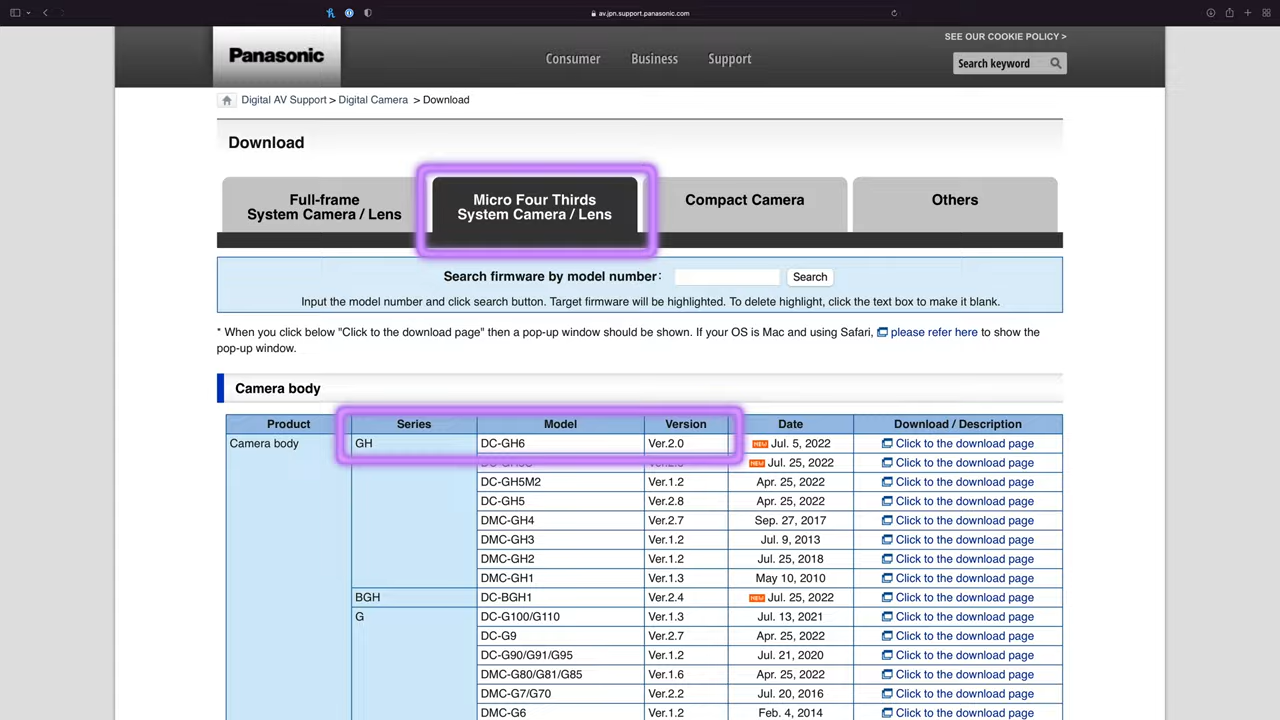 av.jpn.support.panasonic.com
SEE OUR COOKIE POLICY >
Panasonic
Consumer
Business
Support
Search keyword
Digital AV Support > Digital Camera > Download
Download
Full-frame
System Camera / Lens
Micro Four Thirds
System Camera / Lens
Compact Camera
Others
Search firmware by model number:
Search
Input the model number and click search button. Target firmware will be highlighted. To delete highlight, click the text box to make it blank.
* When you click below "Click to the download page" then a pop-up window should be shown. If your OS is Mac and using Safari, please refer here to show the
pop-up window.
Camera body
Product Series Model Version Date Download / Description
Camera body GH DC-GH6 Ver.2.0 NEW Jul. 5, 2022 Click to the download page
NEW Jul. 25, 2022 Click to the download page
DC-GH5M2 Ver.1.2 Apr. 25, 2022 Click to the download page
DC-GH5 Ver.2.8 Apr. 25, 2022 Click to the download page
DMC-GH4 Ver.2.7 Sep. 27, 2017 Click to the download page
DMC-GH3 Ver.1.2 Jul. 9, 2013 Click to the download page
DMC-GH2 Ver.1.2 Jul. 25, 2018 Click to the download page
DMC-GH1 Ver.1.3 May 10, 2010 Click to the download page
BGH DC-BGH1 Ver.2.4 NEW Jul. 25, 2022 Click to the download page
G DC-G100/G110 Ver.1.3 Jul. 13, 2021 Click to the download page
DC-G9 Ver.2.7 Apr. 25, 2022 Click to the download page
DC-G90/G91/G95 Ver.1.2 Jul. 21, 2020 Click to the download page
DMC-G80/G81/G85 Ver.1.6 Apr. 25, 2022 Click to the download page
DMC-G7/G70 Ver.2.2 Jul. 20, 2016 Click to the download page
DMC-G6 Ver.1.2 Feb. 4, 2014 Click to the download page